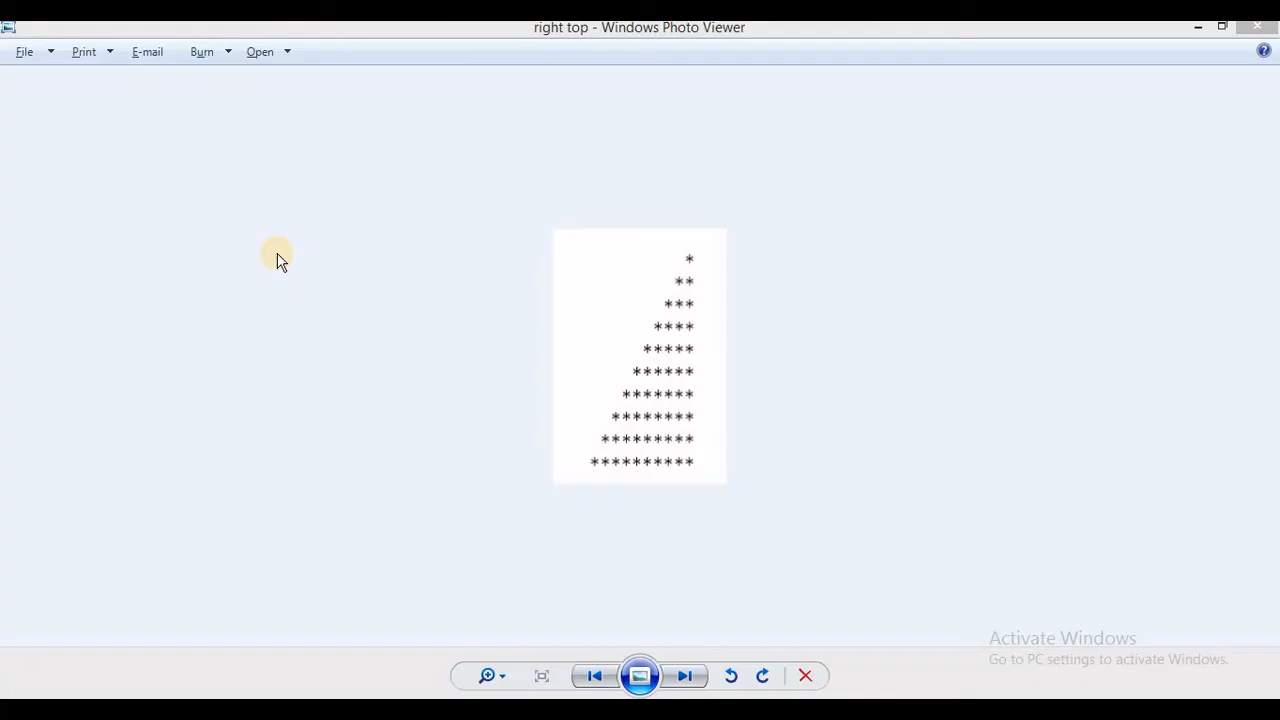 right top - Windows Photo Viewer
File Print E-mail Burn Open
*
**
***
****
*****
******
*******
********
*********
**********
Activate Windows
Go to PC settings to activate Windows.